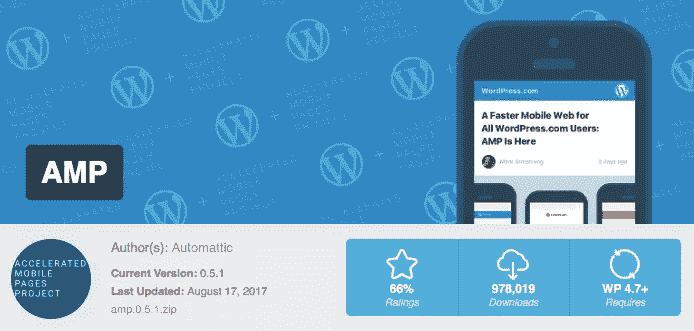 WordPress.com
A Faster Mobile Web for
All WordPress.com Users:
AMP Is Here
Mark Armstrong
3 days ago
AMP
ACCELERATED
MOBILE
PAGES
PROJECT
Author(s): Automattic
Current Version: 0.5.1
Last Updated: August 17, 2017
amp.0.5.1.zip
66%
Ratings
978,019
Downloads
WP 4.7+
Requires